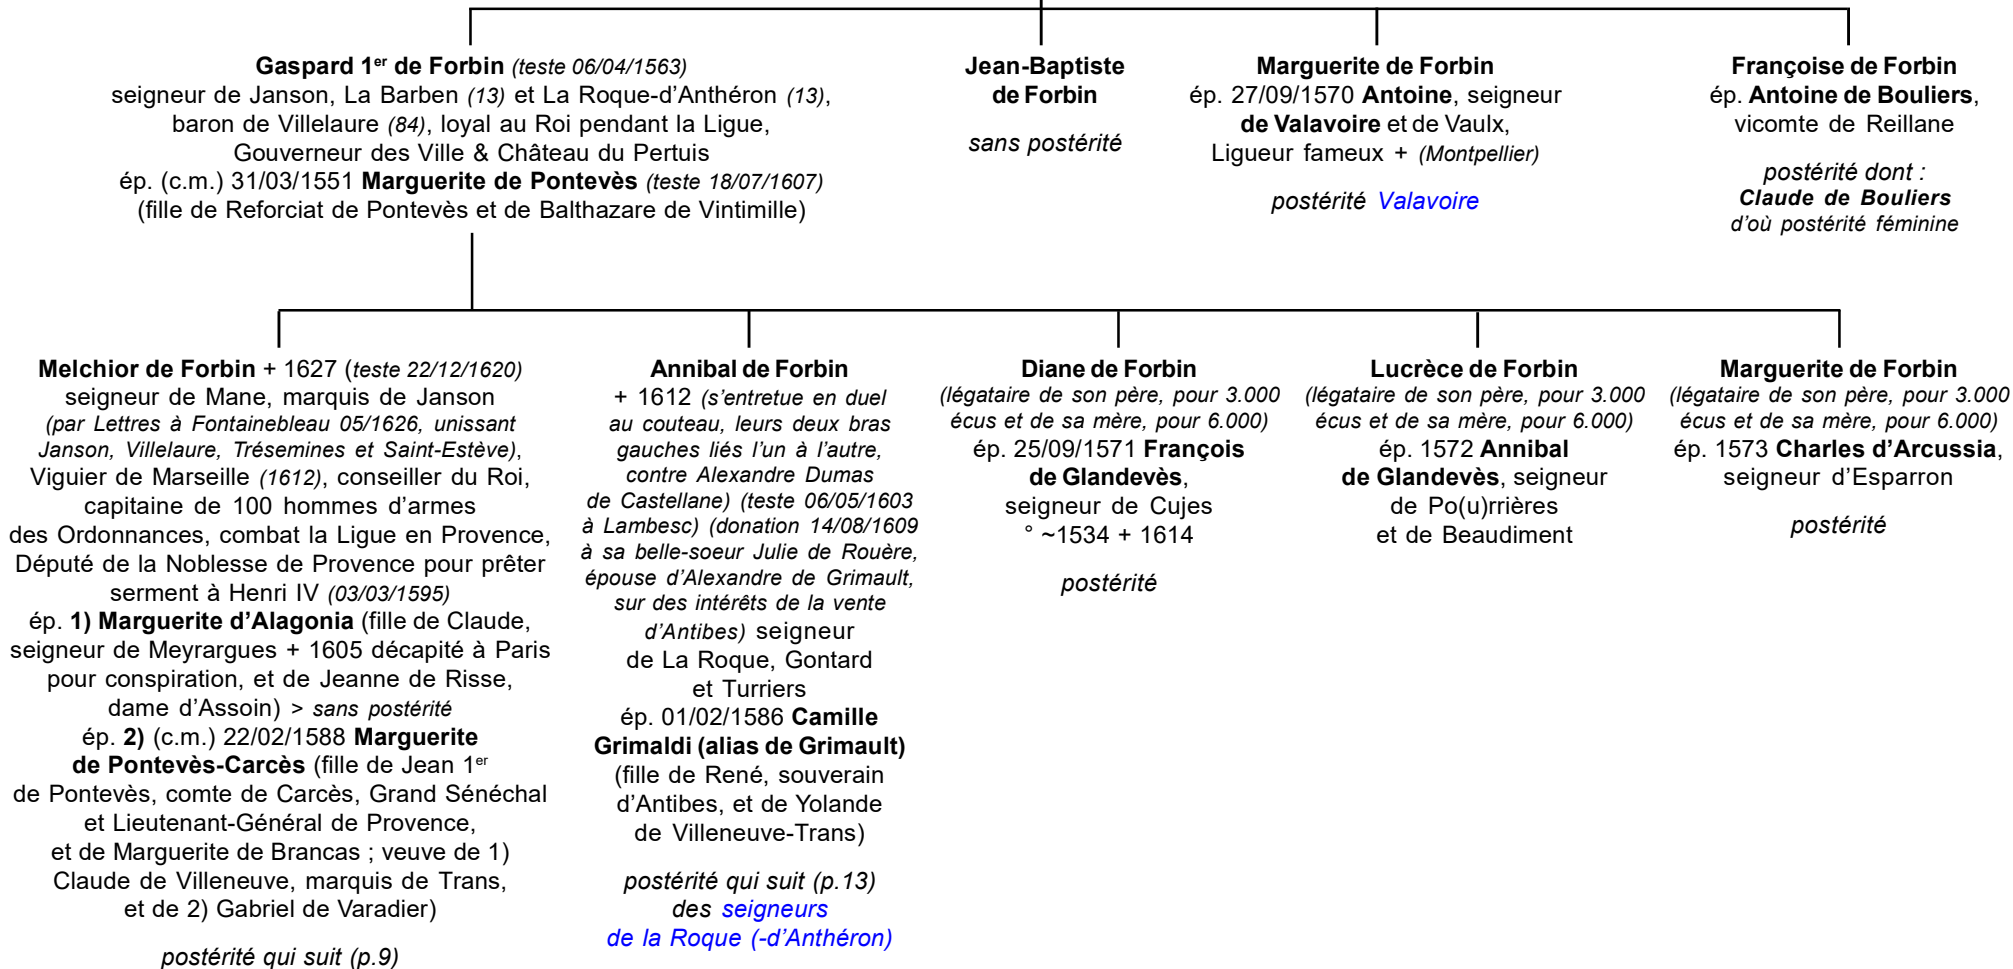 Gaspard 1er de Forbin (teste 06/04/1563)
seigneur de Janson, La Barben (13) et La Roque-d'Anthéron (13),
baron de Villelaure (84), loyal au Roi pendant la Ligue,
Gouverneur des Ville & Château du Pertuis
ép. (c.m.) 31/03/1551 Marguerite de Pontevès (teste 18/07/1607)
(fille de Reforciat de Pontevès et de Balthazare de Vintimille)
Jean-Baptiste
de Forbin
sans postérité
Marguerite de Forbin
ép. 27/09/1570 Antoine, seigneur
de Valavoire et de Vaulx,
Ligueur fameux + (Montpellier)
postérité Valavoire
Françoise de Forbin
ép. Antoine de Bouliers,
vicomte de Reillane
postérité dont :
Claude de Bouliers
d'où postérité féminine
Melchior de Forbin + 1627 (teste 22/12/1620)
seigneur de Mane, marquis de Janson
(par Lettres à Fontainebleau 05/1626, unissant
Janson, Villelaure, Trésemines et Saint-Estève),
Viguier de Marseille (1612), conseiller du Roi,
capitaine de 100 hommes d'armes
des Ordonnances, combat la Ligue en Provence,
Député de la Noblesse de Provence pour prêter
serment à Henri IV (03/03/1595)
ép. 1) Marguerite d'Alagonia (fille de Claude,
seigneur de Meyrargues + 1605 décapité à Paris
pour conspiration, et de Jeanne de Risse,
dame d'Assoin) > sans postérité
ép. 2) (c.m.) 22/02/1588 Marguerite
de Pontevès-Carcès (fille de Jean 1er
de Pontevès, comte de Carcès, Grand Sénéchal
et Lieutenant-Général de Provence,
et de Marguerite de Brancas ; veuve de 1)
Claude de Villeneuve, marquis de Trans,
et de 2) Gabriel de Varadier)
postérité qui suit (p.9)
Annibal de Forbin
+ 1612 (s'entretue en duel
au couteau, leurs deux bras
gauches liés l'un à l'autre,
contre Alexandre Dumas
de Castellane) (teste 06/05/1603
à Lambesc) (donation 14/08/1609
à sa belle-soeur Julie de Rouère,
épouse d'Alexandre de Grimault,
sur des intérêts de la vente
d'Antibes) seigneur
de La Roque, Gontard
et Turriers
ép. 01/02/1586 Camille
Grimaldi (alias de Grimault)
(fille de René, souverain
d'Antibes, et de Yolande
de Villeneuve-Trans)
postérité qui suit (p.13)
des seigneurs
de la Roque (-d'Anthéron)
Diane de Forbin
(légataire de son père, pour 3.000
écus et de sa mère, pour 6.000)
ép. 25/09/1571 François
de Glandevès,
seigneur de Cujes
° ~1534 + 1614
postérité
Lucrèce de Forbin
(légataire de son père, pour 3.000
écus et de sa mère, pour 6.000)
ép. 1572 Annibal
de Glandevès, seigneur
de Po(u)rrières
et de Beaudiment
Marguerite de Forbin
(légataire de son père, pour 3.000
écus et de sa mère, pour 6.000)
ép. 1573 Charles d'Arcussia,
seigneur d'Esparron
postérité